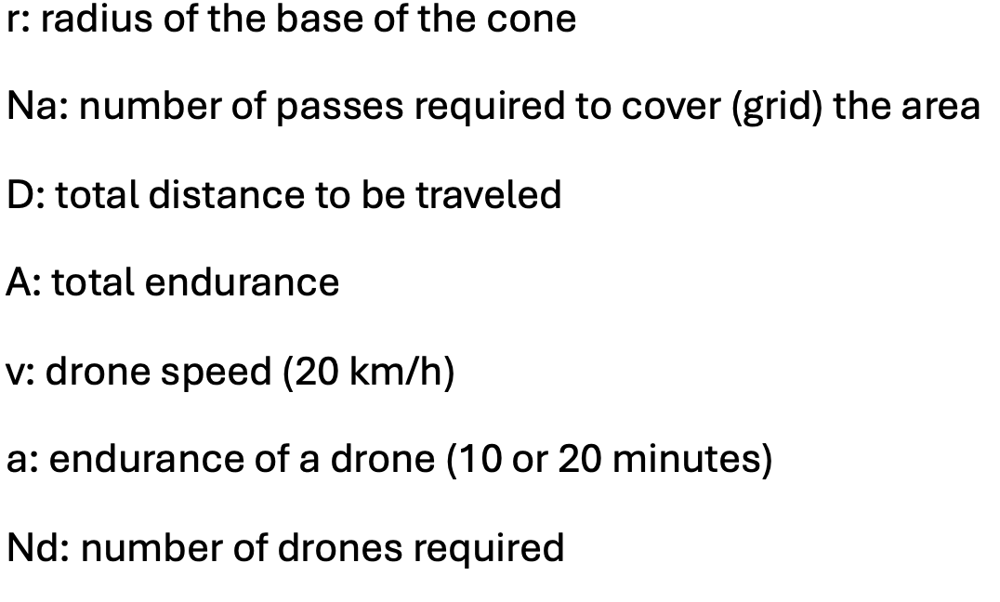 r: radius of the base of the cone
Na: number of passes required to cover (grid) the area
D: total distance to be traveled
A: total endurance
v: drone speed (20 km/h)
a: endurance of a drone (10 or 20 minutes)
Nd: number of drones required